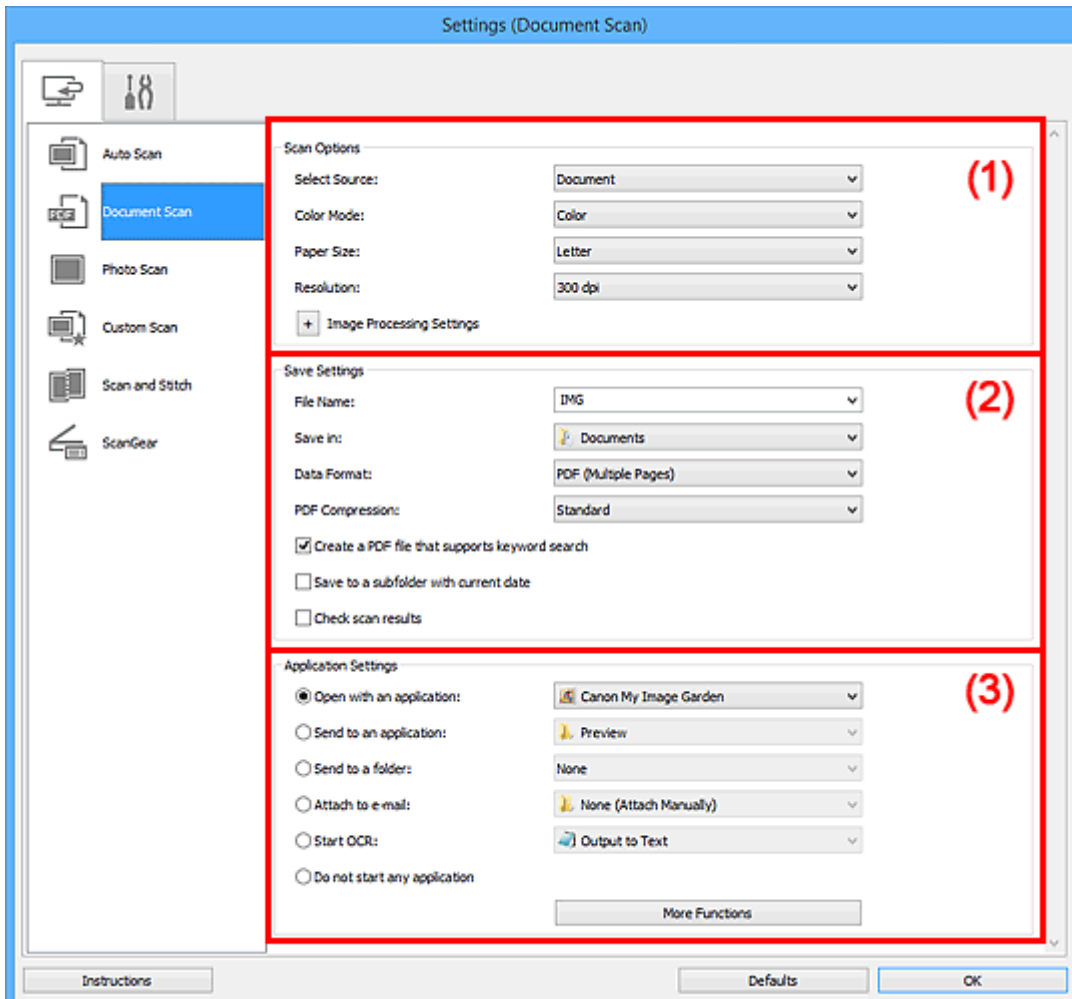 Settings (Document Scan)
Auto Scan
Document Scan
Photo Scan
Custom Scan
Scan and Stitch
ScanGear
Scan Options
(1)
Select Source: Document
Color Mode: Color
Paper Size: Letter
Resolution: 300 dpi
+ Image Processing Settings
Save Settings
(2)
File Name: IMG
Save in: Documents
Data Format: PDF (Multiple Pages)
PDF Compression: Standard
Create a PDF file that supports keyword search
Save to a subfolder with current date
Check scan results
Application Settings
(3)
Open with an application: Canon My Image Garden
Send to an application: Preview
Send to a folder: None
Attach to e-mail: None (Attach Manually)
Start OCR: Output to Text
Do not start any application
More Functions
Instructions Defaults OK